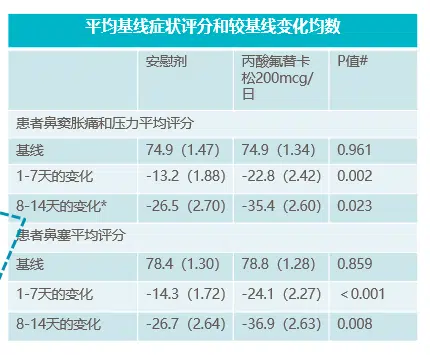 平均基线症状评分和较基线变化均数
安慰剂 丙酸氟替卡松200mcg/日 P值#
患者鼻窦胀痛和压力平均评分
基线 74.9（1.47） 74.9（1.34） 0.961
1-7天的变化 -13.2（1.88） -22.8（2.42） 0.002
8-14天的变化* -26.5（2.70） -35.4（2.60） 0.023
患者鼻塞平均评分
基线 78.4（1.30） 78.8（1.28） 0.859
1-7天的变化 -14.3（1.72） -24.1（2.27） ＜0.001
8-14天的变化 -26.7（2.64） -36.9（2.63） 0.008